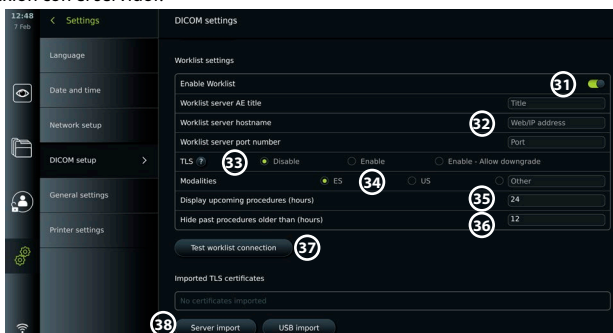 12:48
7 Feb
Settings
DICOM settings
Language
Date and time
Network setup
DICOM setup
General settings
Printer settings
Worklist settings
Enable Worklist
31
Worklist server AE title
Title
Worklist server hostname
32
Web/IP address
Worklist server port number
Port
TLS ? 33 Disable Enable Enable - Allow downgrade
Modalities ES 34 US Other
Display upcoming procedures (hours) 35 24
Hide past procedures older than (hours) 36 12
Test worklist connection 37
Imported TLS certificates
No certificates imported
38 Server import USB import